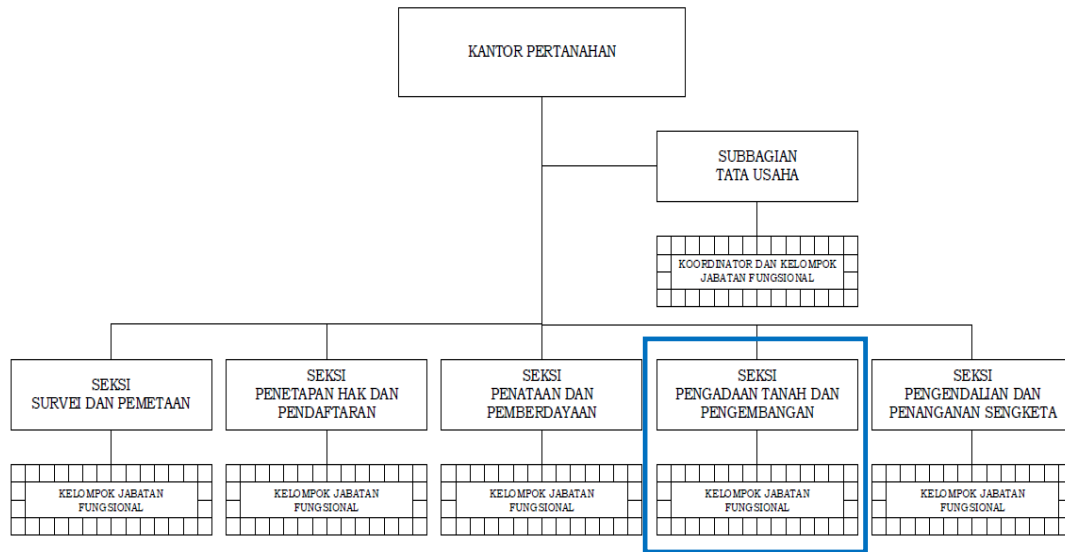 KANTOR PERTANAHAN
SUBBAGIAN
TATA USAHA
KOORDINATOR DAN KELOMPOK
JABATAN FUNGSIONAL
SEKSI
SURVEI DAN PEMETAAN
SEKSI
PENETAPAN HAK DAN
PENDAFTARAN
SEKSI
PENATAAN DAN
PEMBERDAYAAN
SEKSI
PENGADAAN TANAH DAN
PENGEMBANGAN
SEKSI
PENGENDALIAN DAN
PENANGANAN SENGKETA
KELOMPOK JABATAN
FUNGSIONAL
KELOMPOK JABATAN
FUNGSIONAL
KELOMPOK JABATAN
FUNGSIONAL
KELOMPOK JABATAN
FUNGSIONAL
KELOMPOK JABATAN
FUNGSIONAL